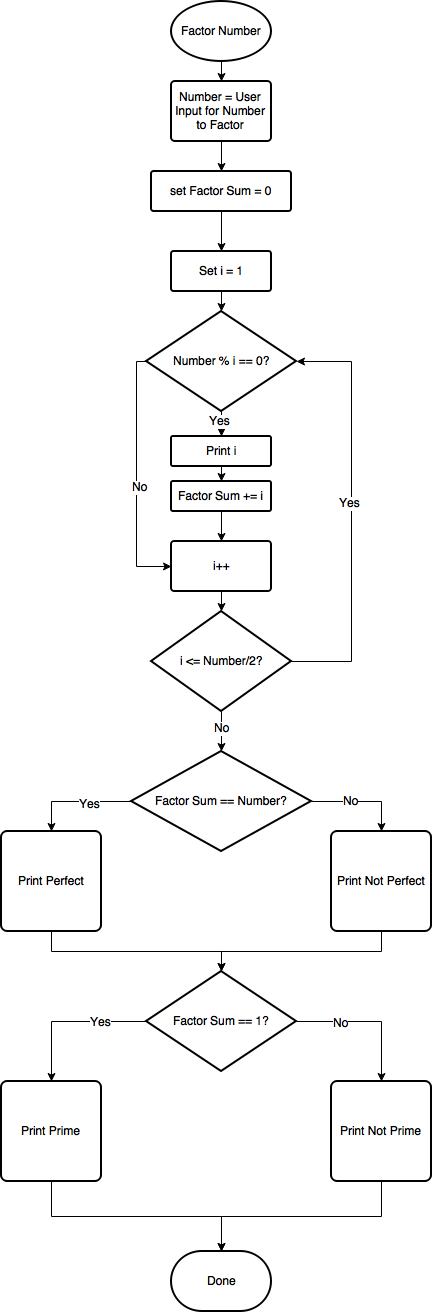 Factor Number
Number = User
Input for Number
to Factor
set Factor Sum = 0
Set i = 1
Number % i == 0?
Yes
Print i
No
Factor Sum += i
Yes
i++
i <= Number/2?
No
Factor Sum == Number?
Yes
No
Print Perfect
Print Not Perfect
Factor Sum == 1?
Yes
No
Print Prime
Print Not Prime
Done